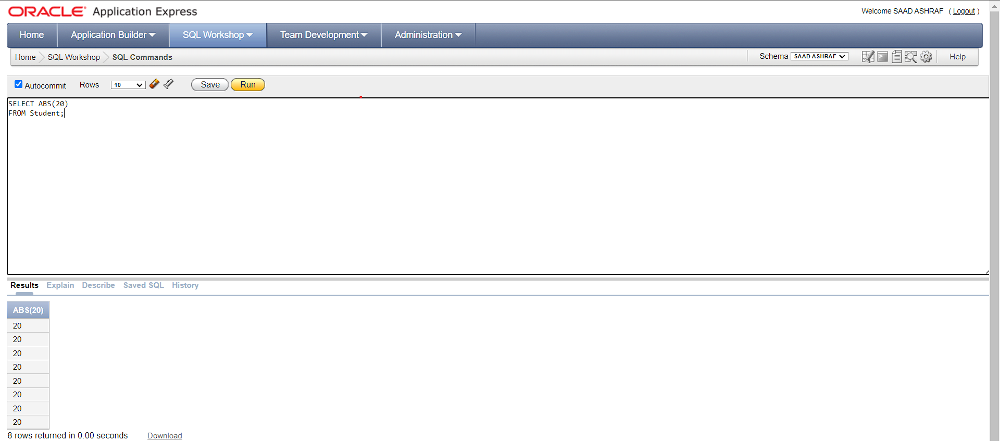 ORACLE Application Express
Welcome SAAD ASHRAF ( Logout )
Home Application Builder SQL Workshop Team Development Administration
Home SQL Workshop SQL Commands
Schema SAAD ASHRAF Help
Autocommit Rows 10 Save Run
SELECT ABS(20)
FROM Student;
Results Explain Describe Saved SQL History
ABS(20)
20
20
20
20
20
20
20
20
8 rows returned in 0.00 seconds Download